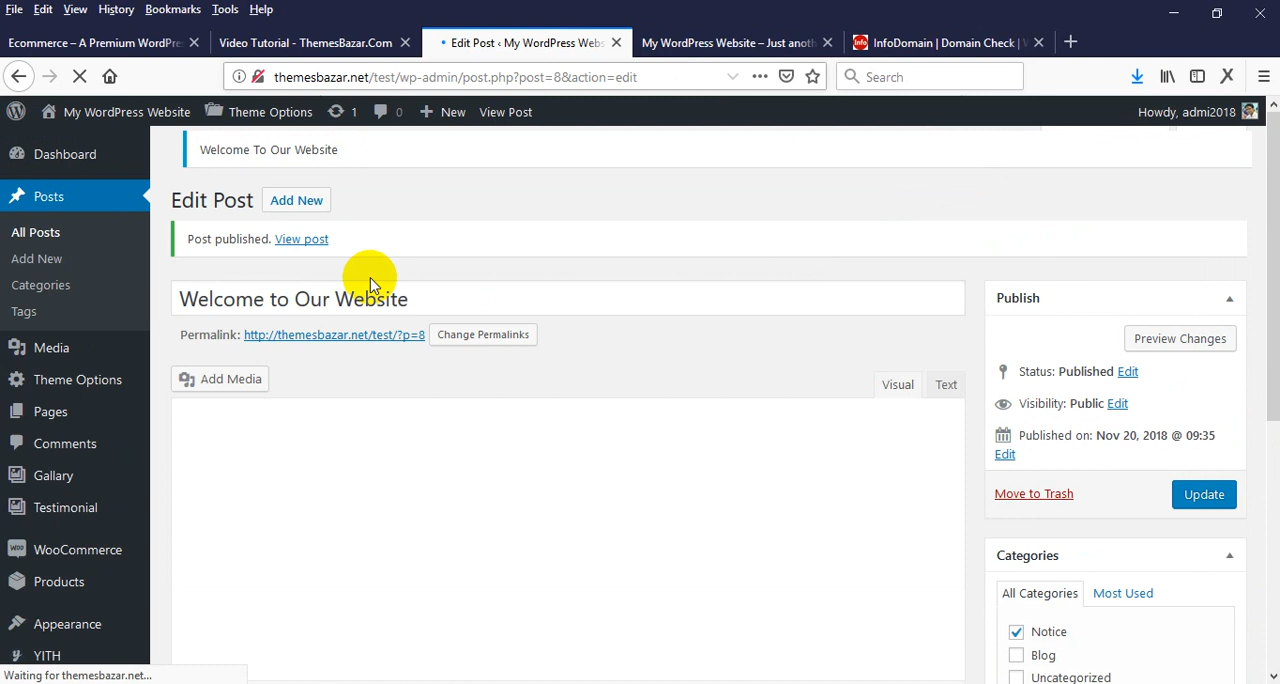 File Edit View History Bookmarks Tools Help
Ecommerce – A Premium WordPre
Video Tutorial - ThemesBazar.Com
Edit Post ‹ My WordPress Webs
My WordPress Website – Just anoth
InfoDomain | Domain Check | W
themesbazar.net/test/wp-admin/post.php?post=8&action=edit
Search
My WordPress Website Theme Options 1 0 New View Post
Howdy, admi2018
Dashboard
Posts
All Posts
Add New
Categories
Tags
Media
Theme Options
Pages
Comments
Gallary
Testimonial
WooCommerce
Products
Appearance
YITH
Waiting for themesbazar.net...
Welcome To Our Website
Edit Post Add New
Post published. View post
Welcome to Our Website
Permalink: http://themesbazar.net/test/?p=8 Change Permalinks
Add Media
Visual Text
Publish
Preview Changes
Status: Published Edit
Visibility: Public Edit
Published on: Nov 20, 2018 @ 09:35
Edit
Move to Trash Update
Categories
All Categories Most Used
Notice
Blog
Uncategorized